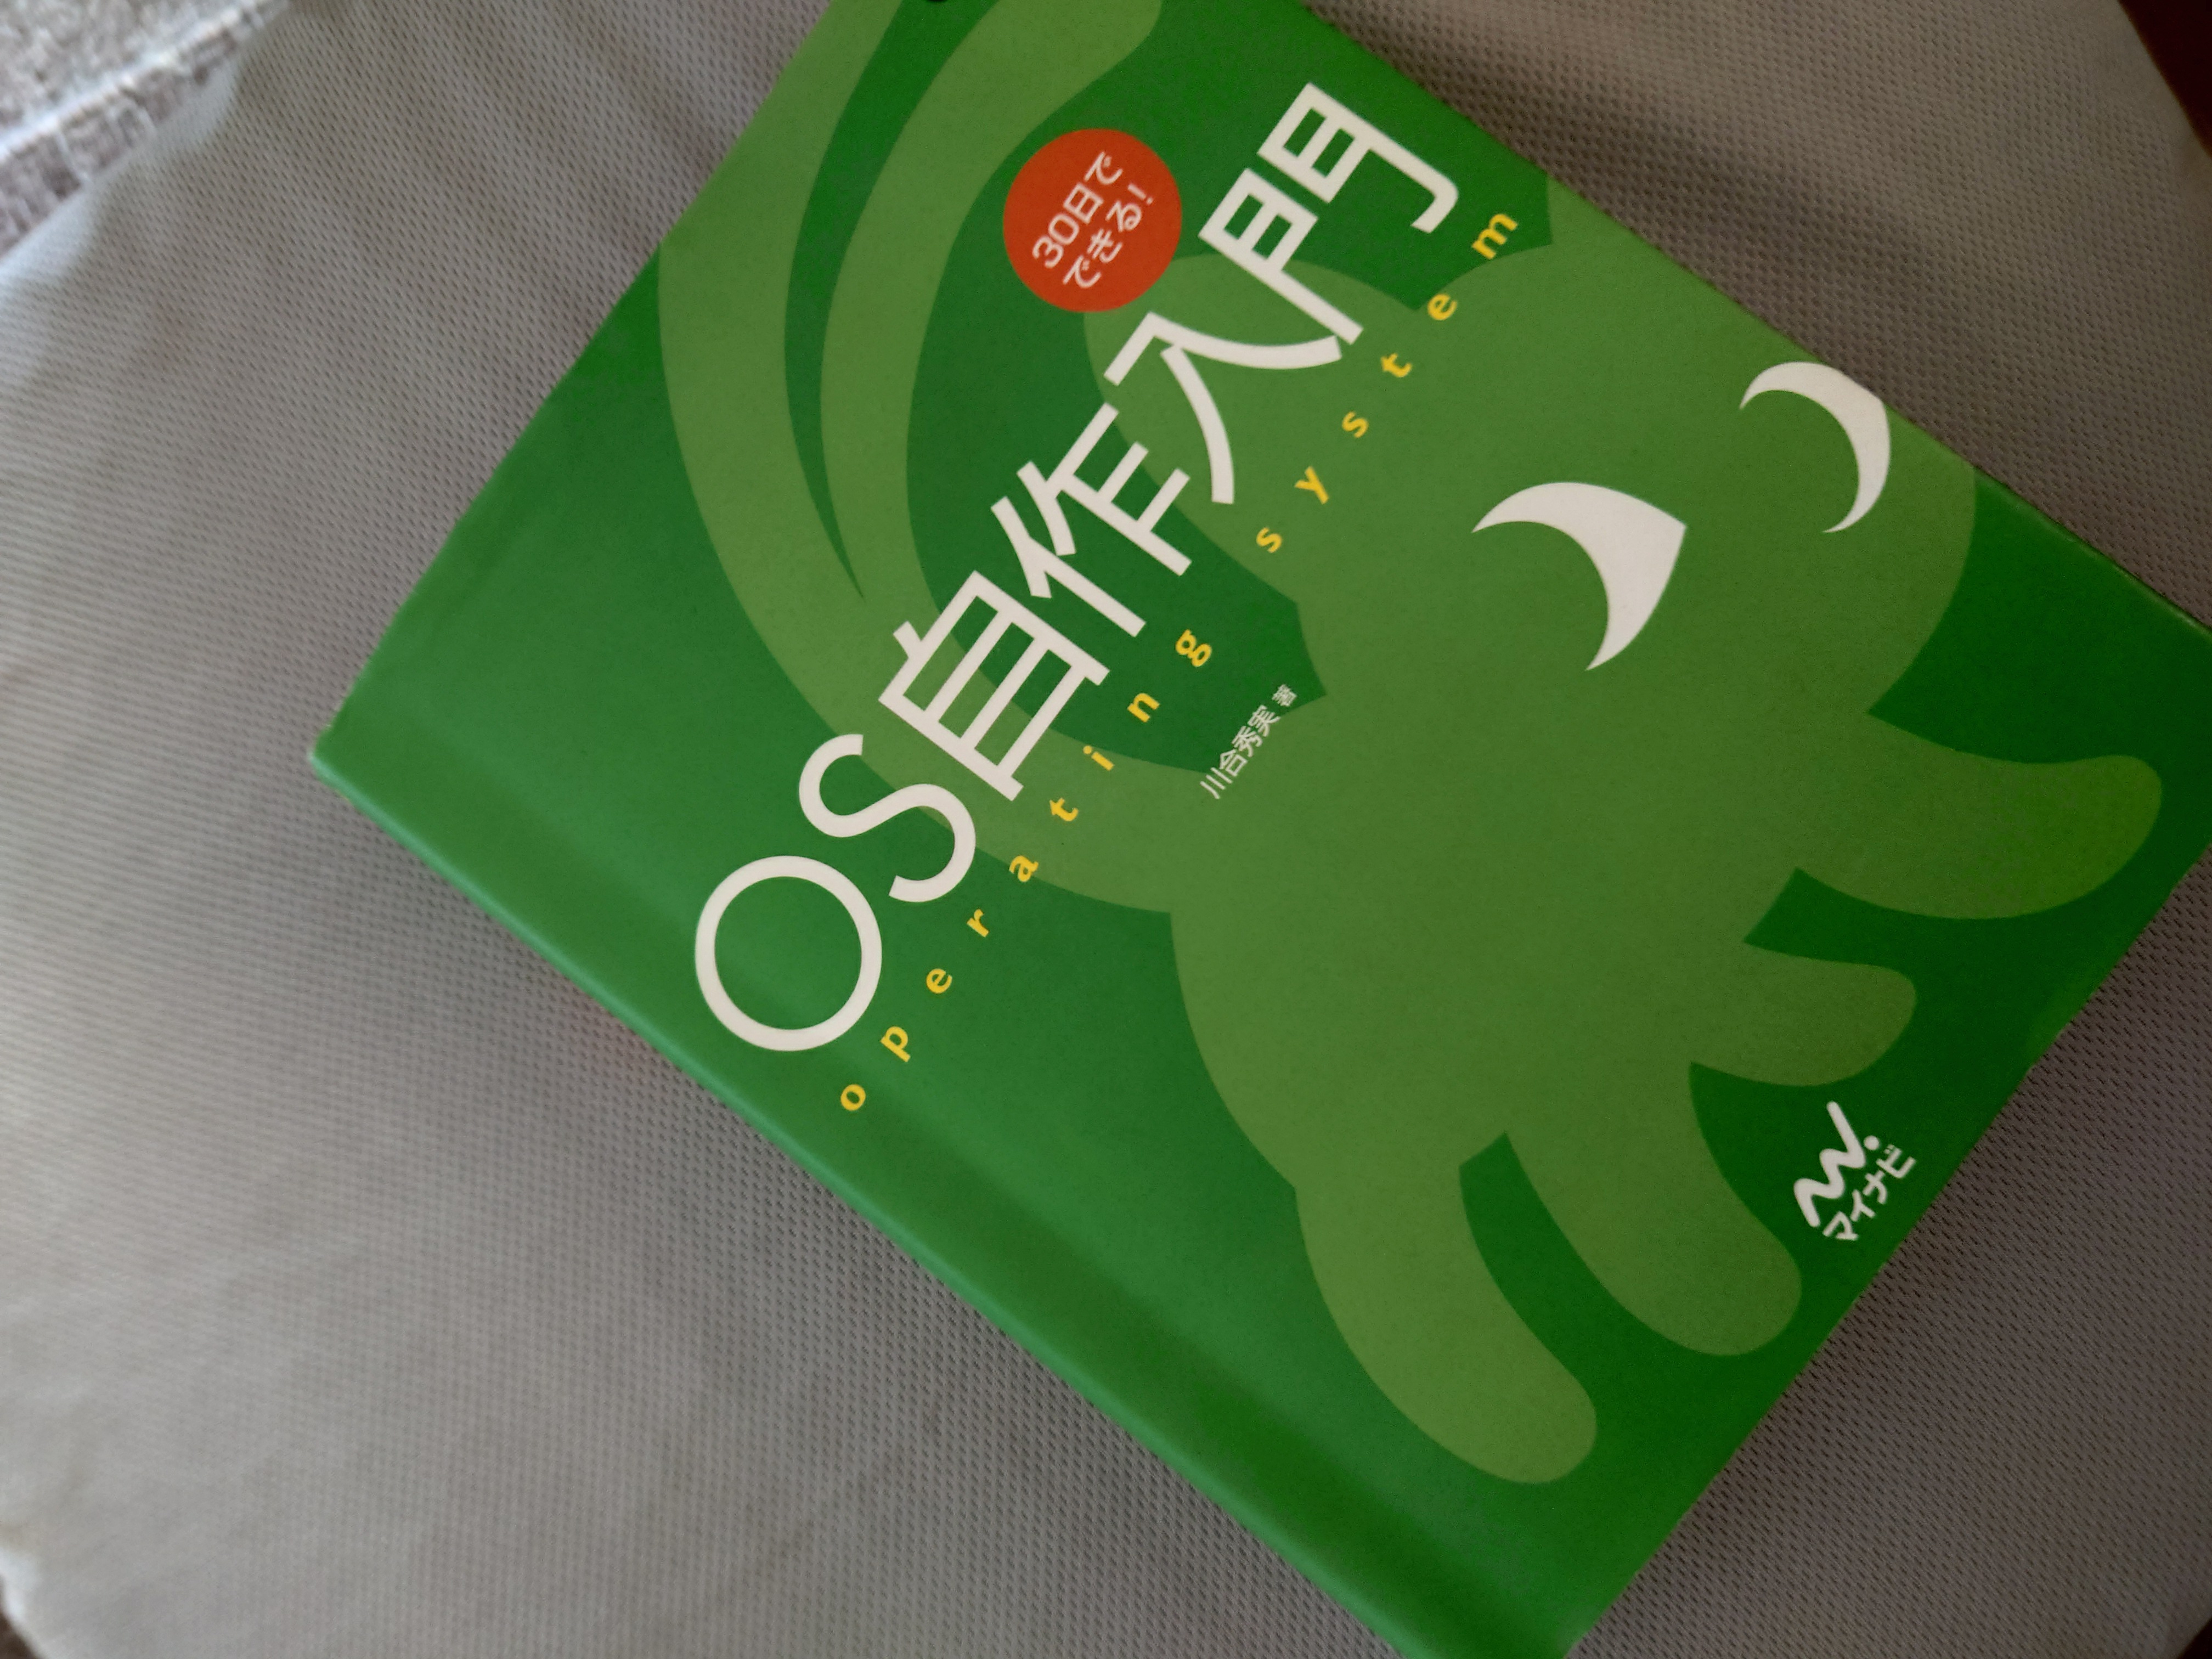 30日で
できる!
OS自作入門
operating system
川合秀実 著
マイナビ